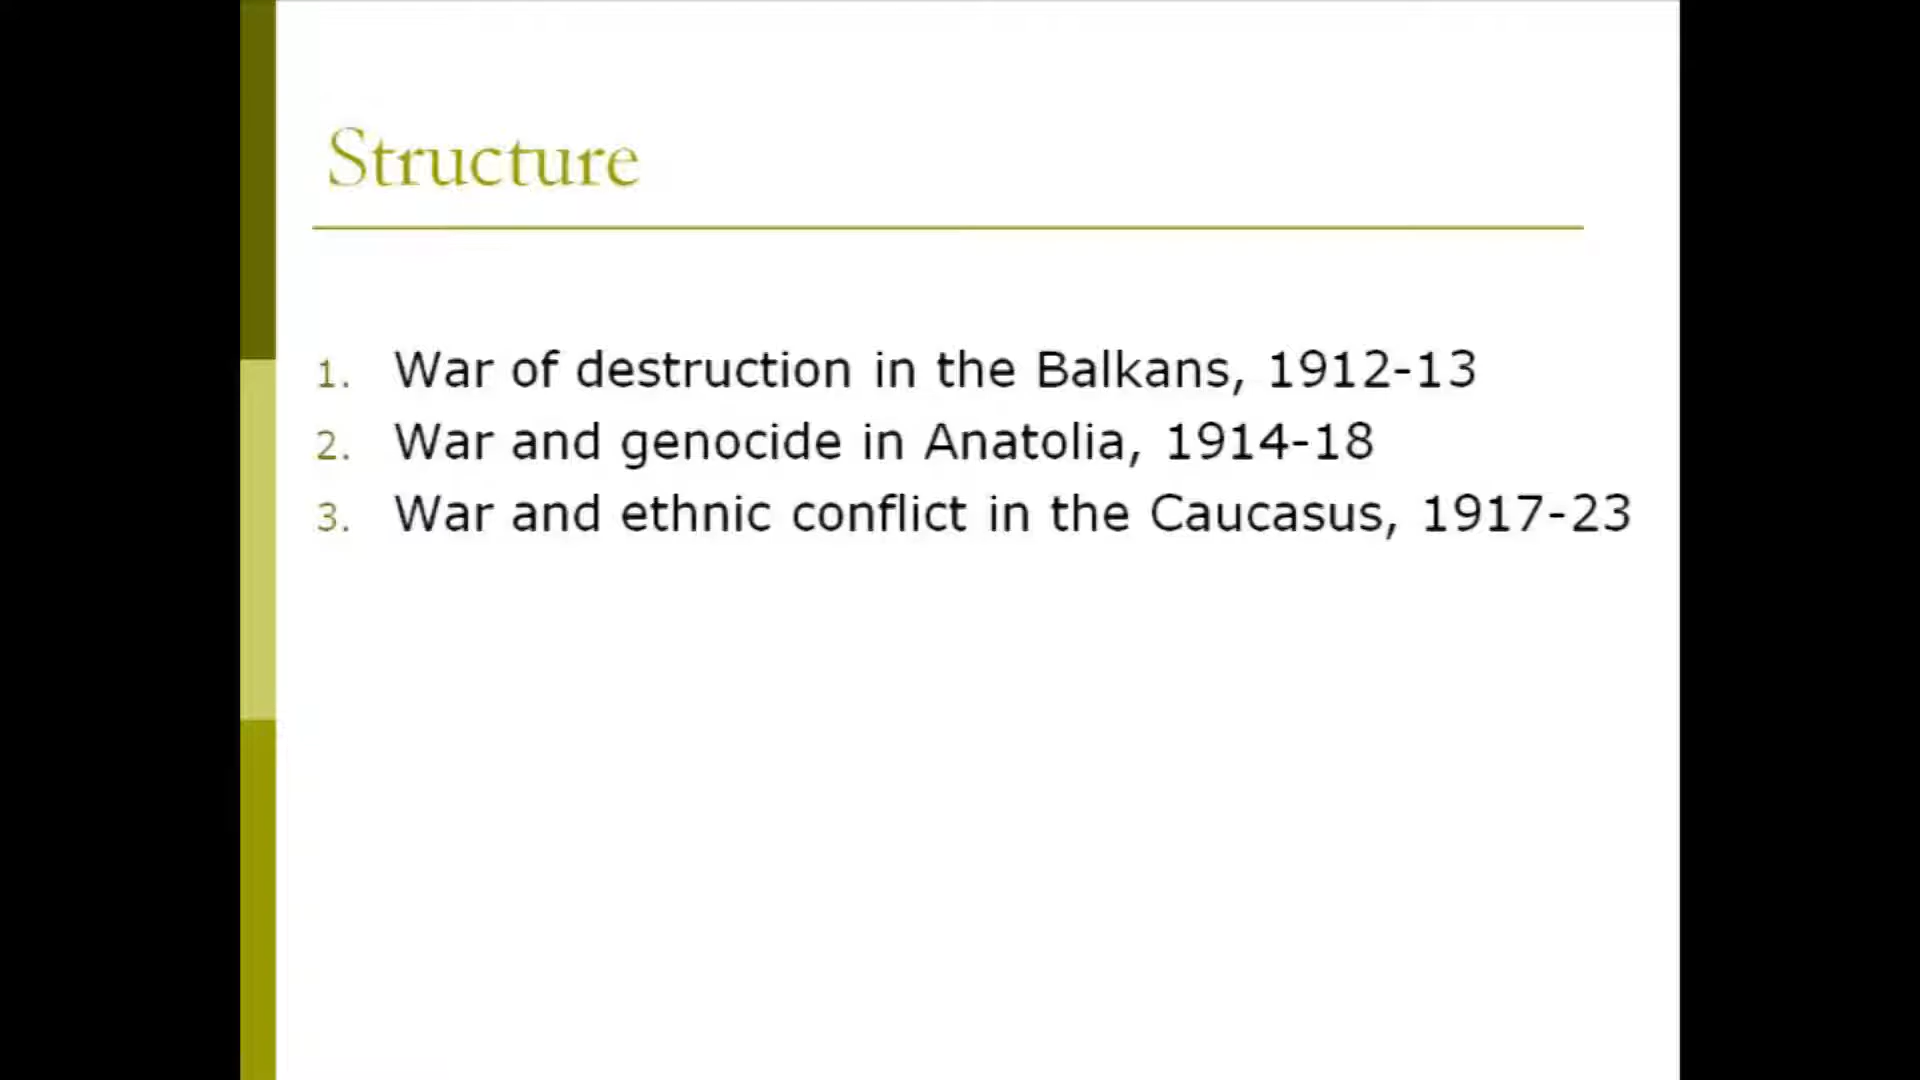 Structure
1. War of destruction in the Balkans, 1912-13
2. War and genocide in Anatolia, 1914-18
3. War and ethnic conflict in the Caucasus, 1917-23